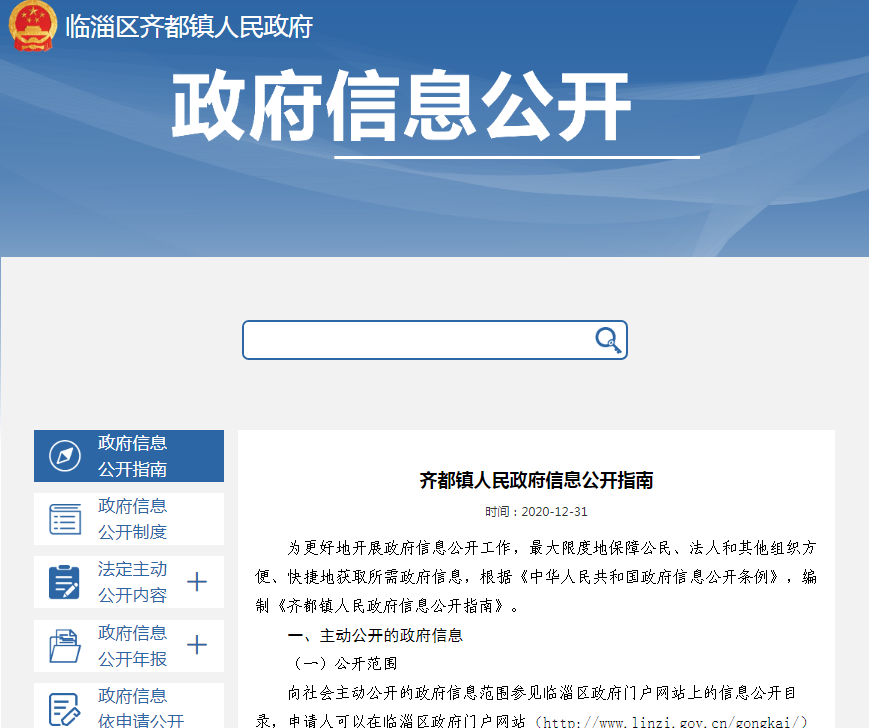 临淄区齐都镇人民政府
政府信息公开
政府信息
公开指南
政府信息
公开制度
法定主动
公开内容
政府信息
公开年报
政府信息
依申请公开
齐都镇人民政府信息公开指南
时间：2020-12-31
为更好地开展政府信息公开工作，最大限度地保障公民、法人和其他组织方
便、快捷地获取所需政府信息，根据《中华人民共和国政府信息公开条例》，编
制《齐都镇人民政府信息公开指南》。
一、主动公开的政府信息
（一）公开范围
向社会主动公开的政府信息范围参见临淄区政府门户网站上的信息公开目
录，申请人可以在临淄区政府门户网站（http://www.linzi.gov.cn/gongkai/）